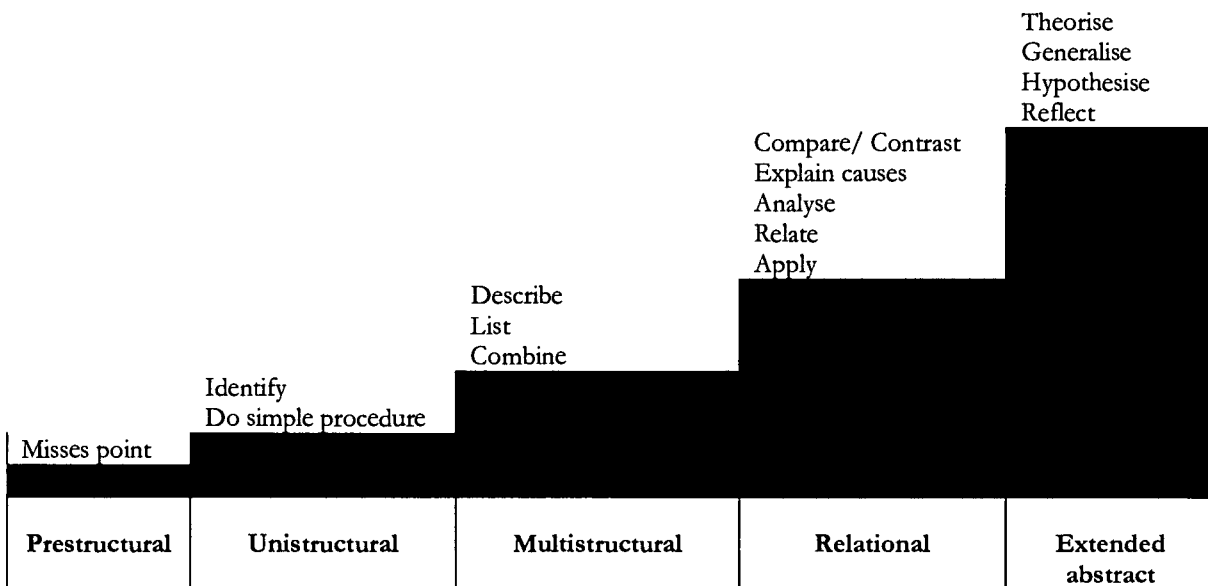 Theorise
Generalise
Hypothesise
Reflect
Compare/ Contrast
Explain causes
Analyse
Relate
Apply
Describe
List
Combine
Identify
Do simple procedure
Misses point
Prestructural
Unistructural
Multistructural
Relational
Extended
abstract